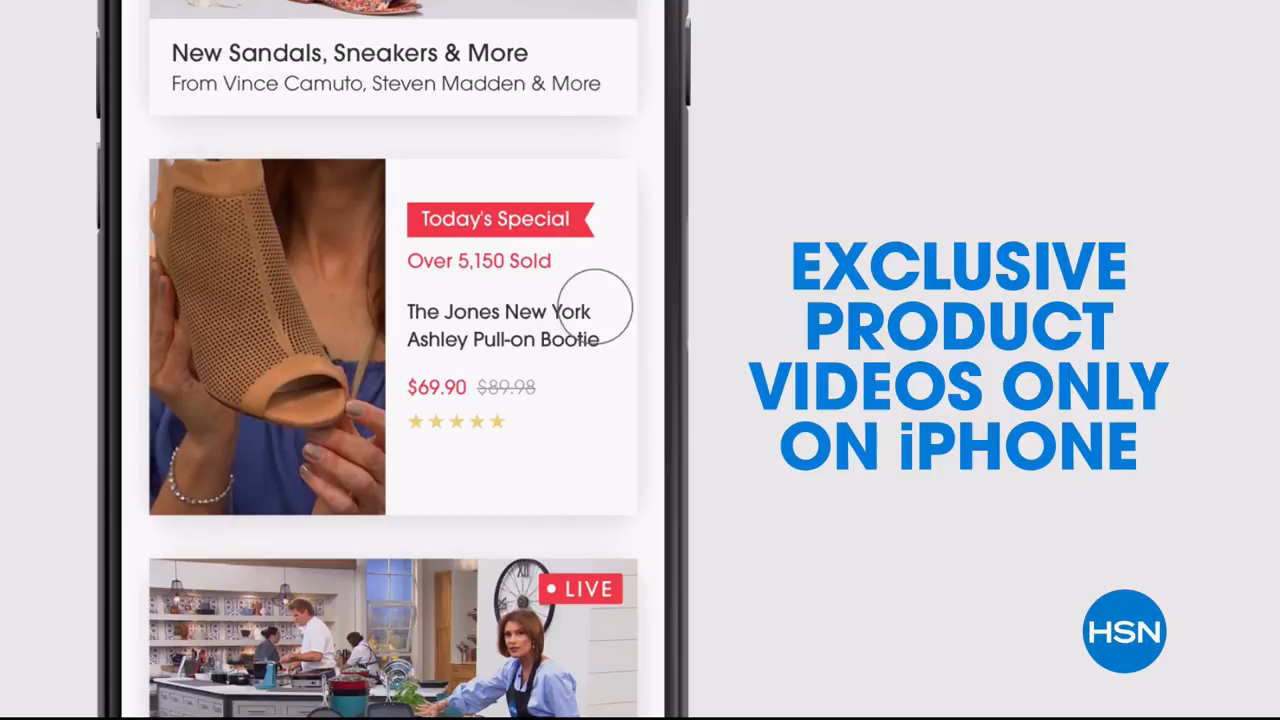 New Sandals, Sneakers & More
From Vince Camuto, Steven Madden & More
Today's Special
Over 5,150 Sold
The Jones New York
Ashley Pull-on Bootie
$69.90 $89.98
LIVE
EXCLUSIVE
PRODUCT
VIDEOS ONLY
ON iPHONE
HSN